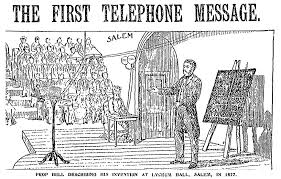 THE FIRST TELEPHONE MESSAGE.
SALEM
PROF BELL DESCRIBING HIS INVENTION AT LYCEUM HALL, SALEM, IN 1877.